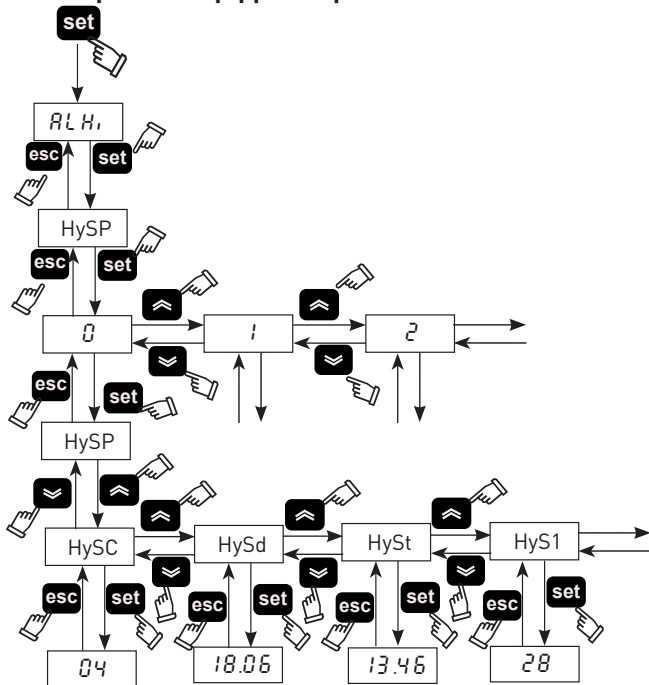 set
ALHi
esc set
HySP
esc set
0 1 2
esc set
HySP
HySC HySd HySt HyS1
esc set esc set esc set esc set
04 18.06 13.46 28